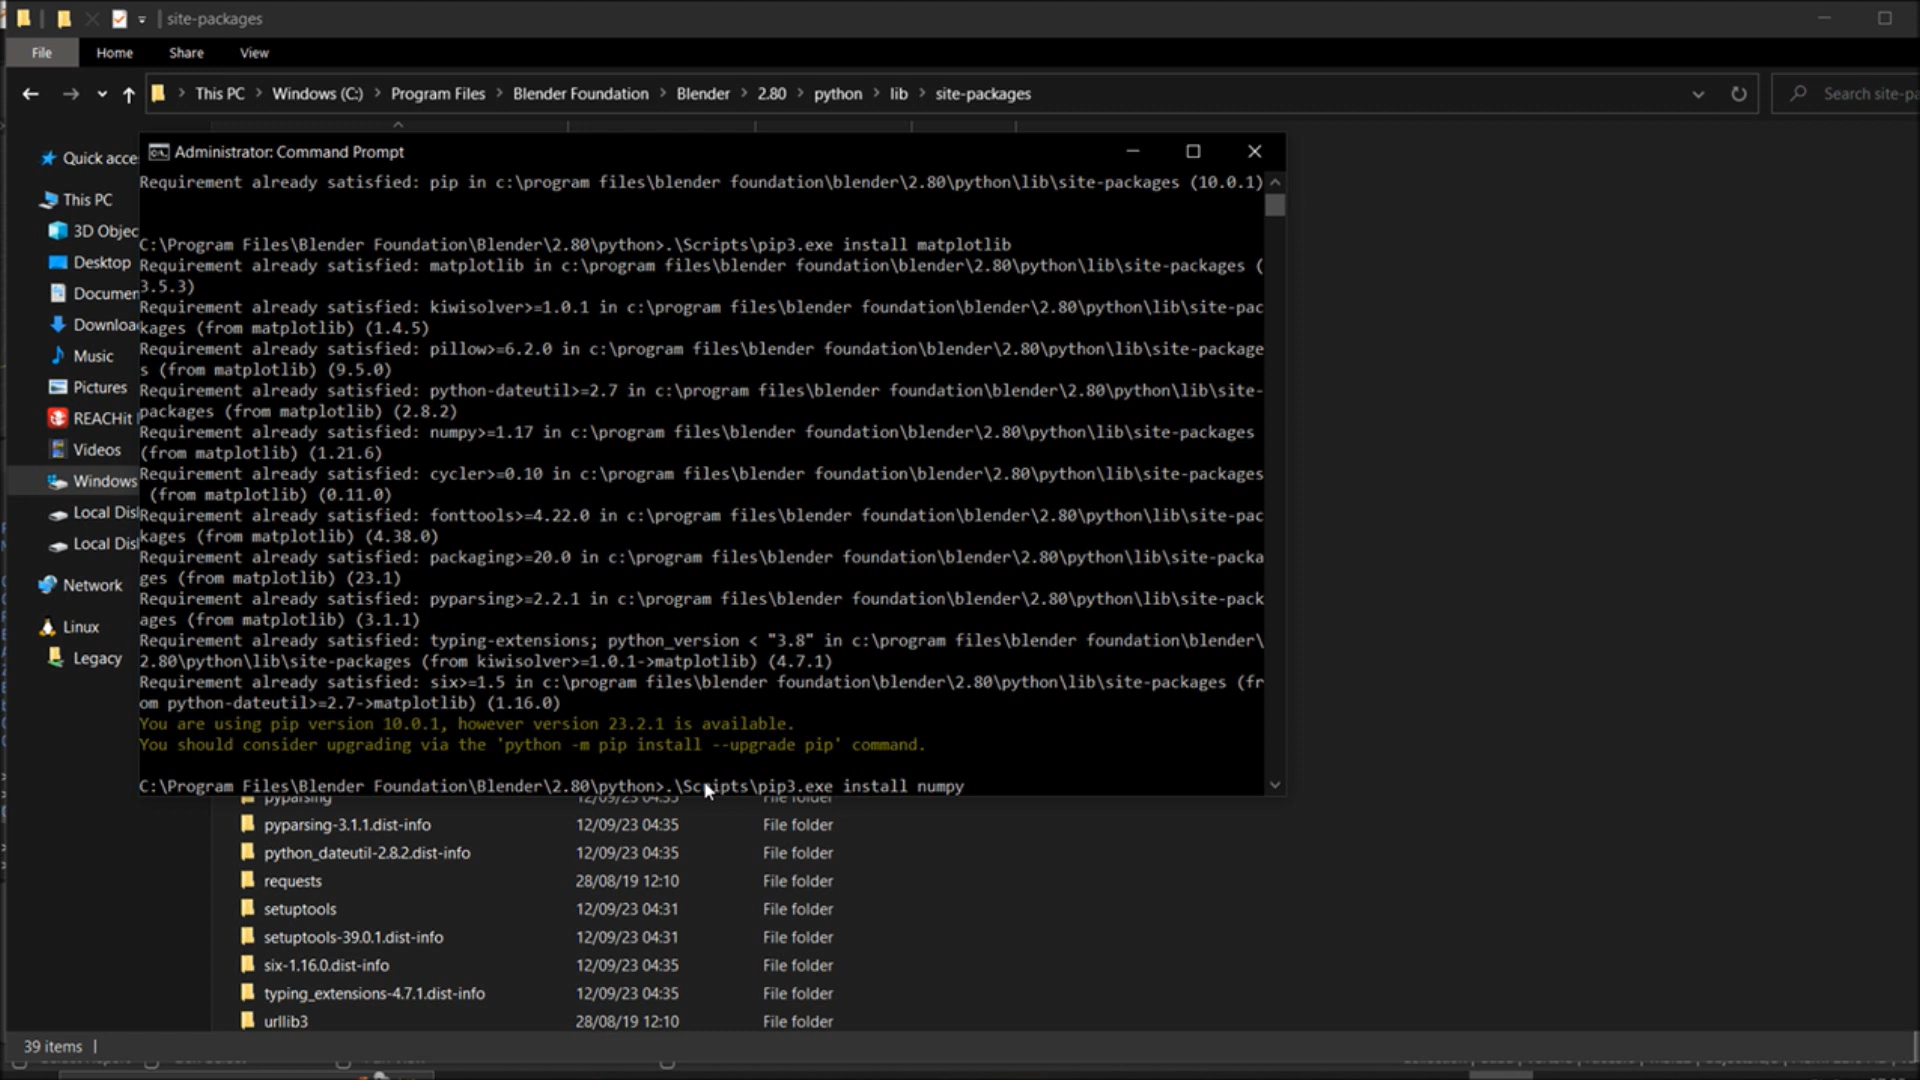 site-packages
File Home Share View
This PC > Windows (C:) > Program Files > Blender Foundation > Blender > 2.80 > python > lib > site-packages
Search site-pa
Quick acce
This PC
3D Objec
Desktop
Documen
Downloa
Music
Pictures
REACHit
Videos
Windows
Local Dis
Local Dis
Network
Linux
Legacy
Administrator: Command Prompt
Requirement already satisfied: pip in c:\program files\blender foundation\blender\2.80\python\lib\site-packages (10.0.1)
C:\Program Files\Blender Foundation\Blender\2.80\python>.\Scripts\pip3.exe install matplotlib
Requirement already satisfied: matplotlib in c:\program files\blender foundation\blender\2.80\python\lib\site-packages (
3.5.3)
Requirement already satisfied: kiwisolver>=1.0.1 in c:\program files\blender foundation\blender\2.80\python\lib\site-pac
kages (from matplotlib) (1.4.5)
Requirement already satisfied: pillow>=6.2.0 in c:\program files\blender foundation\blender\2.80\python\lib\site-package
s (from matplotlib) (9.5.0)
Requirement already satisfied: python-dateutil>=2.7 in c:\program files\blender foundation\blender\2.80\python\lib\site-
packages (from matplotlib) (2.8.2)
Requirement already satisfied: numpy>=1.17 in c:\program files\blender foundation\blender\2.80\python\lib\site-packages
(from matplotlib) (1.21.6)
Requirement already satisfied: cycler>=0.10 in c:\program files\blender foundation\blender\2.80\python\lib\site-packages
(from matplotlib) (0.11.0)
Requirement already satisfied: fonttools>=4.22.0 in c:\program files\blender foundation\blender\2.80\python\lib\site-pac
kages (from matplotlib) (4.38.0)
Requirement already satisfied: packaging>=20.0 in c:\program files\blender foundation\blender\2.80\python\lib\site-packa
ges (from matplotlib) (23.1)
Requirement already satisfied: pyparsing>=2.2.1 in c:\program files\blender foundation\blender\2.80\python\lib\site-pack
ages (from matplotlib) (3.1.1)
Requirement already satisfied: typing-extensions; python_version < "3.8" in c:\program files\blender foundation\blender\
2.80\python\lib\site-packages (from kiwisolver>=1.0.1->matplotlib) (4.7.1)
Requirement already satisfied: six>=1.5 in c:\program files\blender foundation\blender\2.80\python\lib\site-packages (fr
om python-dateutil>=2.7->matplotlib) (1.16.0)
You are using pip version 10.0.1, however version 23.2.1 is available.
You should consider upgrading via the 'python -m pip install --upgrade pip' command.
C:\Program Files\Blender Foundation\Blender\2.80\python>.\Scripts\pip3.exe install numpy
pyparsing 12/09/23 04:35 File folder
pyparsing-3.1.1.dist-info 12/09/23 04:35 File folder
python_dateutil-2.8.2.dist-info 12/09/23 04:35 File folder
requests 28/08/19 12:10 File folder
setuptools 12/09/23 04:31 File folder
setuptools-39.0.1.dist-info 12/09/23 04:31 File folder
six-1.16.0.dist-info 12/09/23 04:35 File folder
typing_extensions-4.7.1.dist-info 12/09/23 04:35 File folder
urllib3 28/08/19 12:10 File folder
39 items